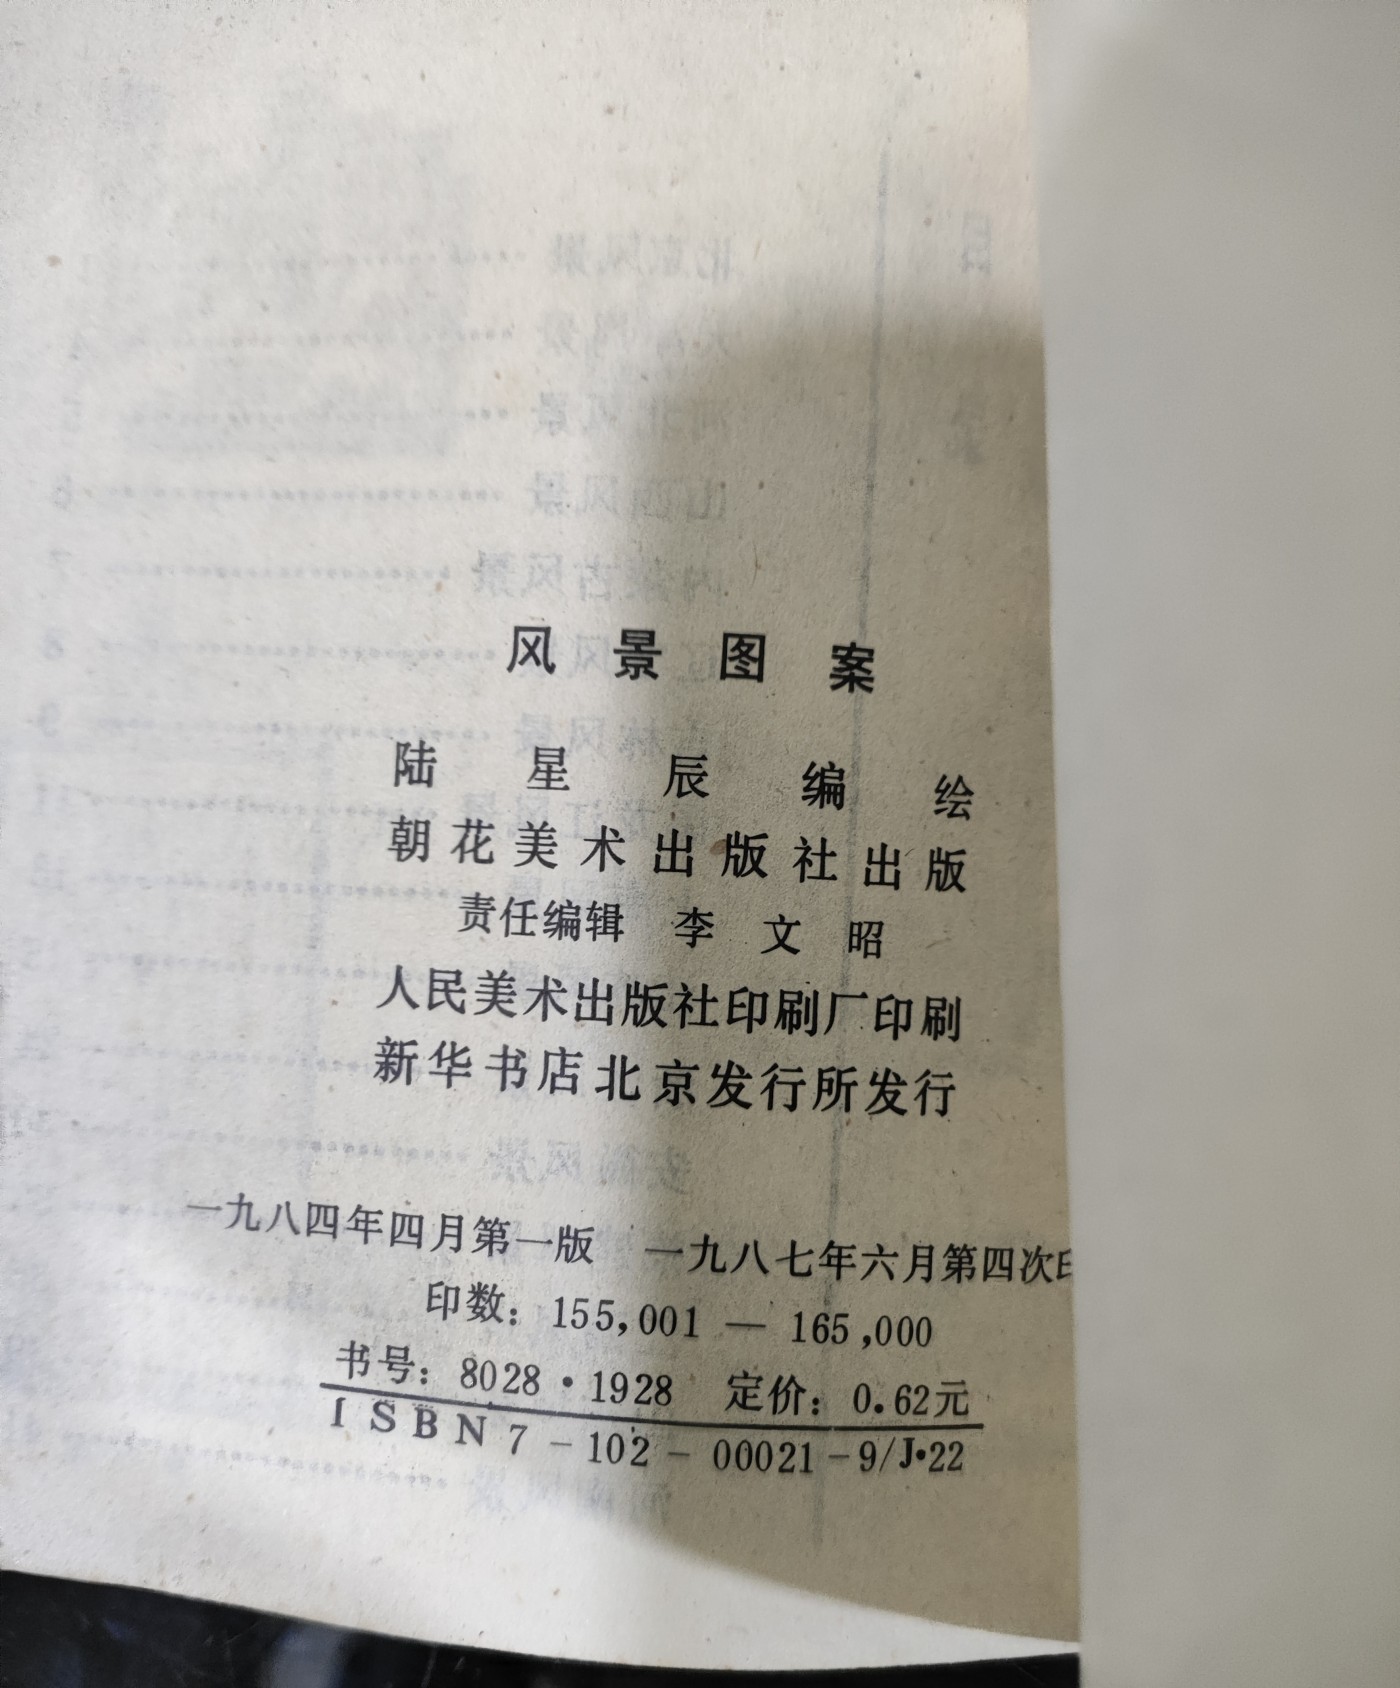 风景图案
陆星辰编绘
朝花美术出版社出版
责任编辑 李文昭
人民美术出版社印刷厂印刷
新华书店北京发行所发行
一九八四年四月第一版 一九八七年六月第四次印
印数：155,001 — 165,000
书号：8028·1928 定价：0.62元
ISBN 7-102-00021-9/J·22